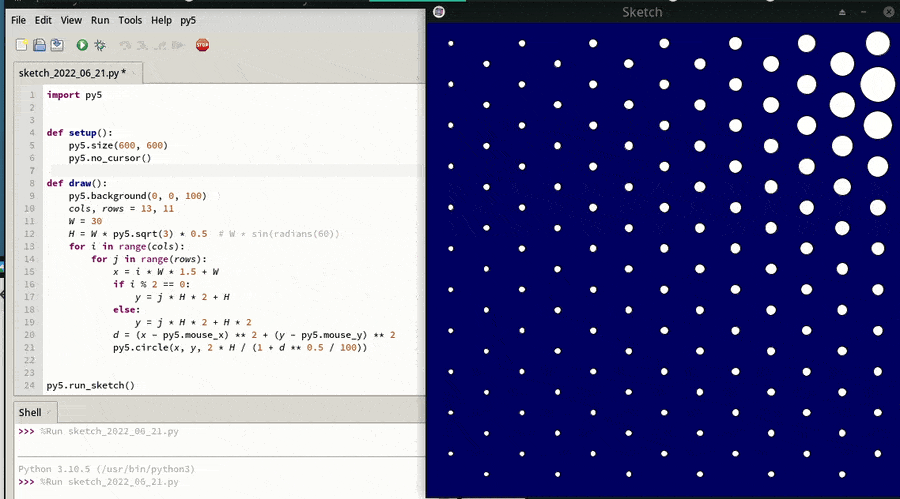 Sketch
File Edit View Run Tools Help py5
STOP
sketch_2022_06_21.py *
1 import py5
2
3
4 def setup():
5 py5.size(600, 600)
6 py5.no_cursor()
7
8 def draw():
9 py5.background(0, 0, 100)
10 cols, rows = 13, 11
11 W = 30
12 H = W * py5.sqrt(3) * 0.5 # W * sin(radians(60))
13 for i in range(cols):
14 for j in range(rows):
15 x = i * W * 1.5 + W
16 if i % 2 == 0:
17 y = j * H * 2 + H
18 else:
19 y = j * H * 2 + H * 2
20 d = (x - py5.mouse_x) ** 2 + (y - py5.mouse_y) ** 2
21 py5.circle(x, y, 2 * H / (1 + d ** 0.5 / 100))
22
23
24 py5.run_sketch()
Shell
>>> %Run sketch_2022_06_21.py
Python 3.10.5 (/usr/bin/python3)
>>> %Run sketch_2022_06_21.py